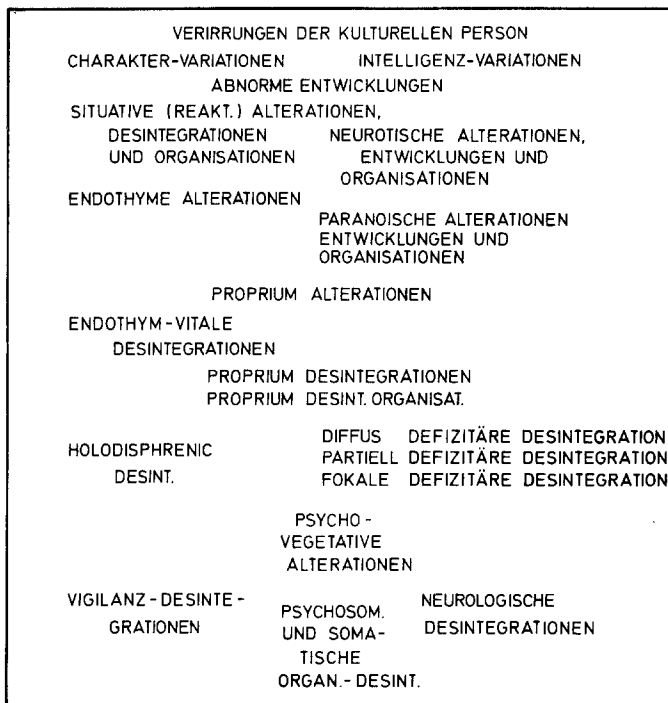 VERIRRUNGEN DER KULTURELLEN PERSON
CHARAKTER-VARIATIONEN INTELLIGENZ-VARIATIONEN
ABNORME ENTWICKLUNGEN
SITUATIVE (REAKT.) ALTERATIONEN,
DESINTEGRATIONEN NEUROTISCHE ALTERATIONEN,
UND ORGANISATIONEN ENTWICKLUNGEN UND
ORGANISATIONEN
ENDOTHYME ALTERATIONEN
PARANOISCHE ALTERATIONEN
ENTWICKLUNGEN UND
ORGANISATIONEN
PROPRIUM ALTERATIONEN
ENDOTHYM-VITALE
DESINTEGRATIONEN
PROPRIUM DESINTEGRATIONEN
PROPRIUM DESINT. ORGANISAT.
DIFFUS DEFIZITÄRE DESINTEGRATION
HOLODISPHRENIC PARTIELL DEFIZITÄRE DESINTEGRATION
DESINT. FOKALE DEFIZITÄRE DESINTEGRATION
PSYCHO-
VEGETATIVE
ALTERATIONEN
VIGILANZ-DESINTE- NEUROLOGISCHE
GRATIONEN PSYCHOSOM. DESINTEGRATIONEN
UND SOMA-
TISCHE
ORGAN.-DESINT.